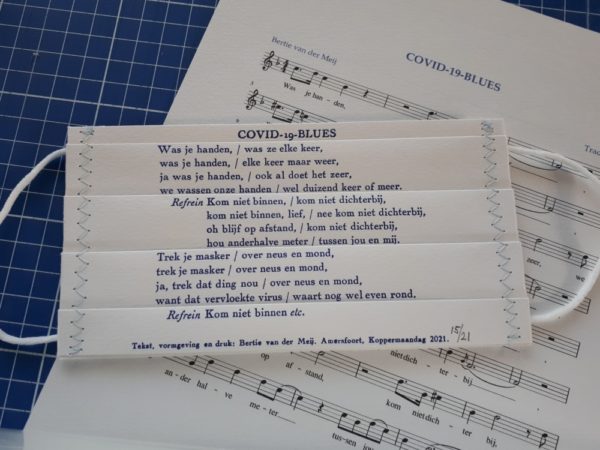 Bertie van der Meij
COVID-19-BLUES
Was je han - den,
COVID-19-BLUES
Was je handen, / was ze elke keer,
was je handen, / elke keer maar weer,
ja was je handen, / ook al doet het zeer,
we wassen onze handen / wel duizend keer of meer.
Refrein Kom niet binnen, / kom niet dichterbij,
kom niet binnen, lief, / nee kom niet dichterbij,
oh blijf op afstand, / kom niet dichterbij,
hou anderhalve meter / tussen jou en mij.
Trek je masker / over neus en mond,
trek je masker / over neus en mond,
ja, trek dat ding nou / over neus en mond,
want dat vervloekte virus / waart nog wel even rond.
Refrein Kom niet binnen etc.
Tekst, vormgeving en druk: Bertie van der Meij. Amersfoort, Koppermaandag 2021.
15/21
zeer, we
op af - stand, niet dich - ter bij,
an - der hal - ve me - ter kom niet dich - ter bij,
tus - sen jou